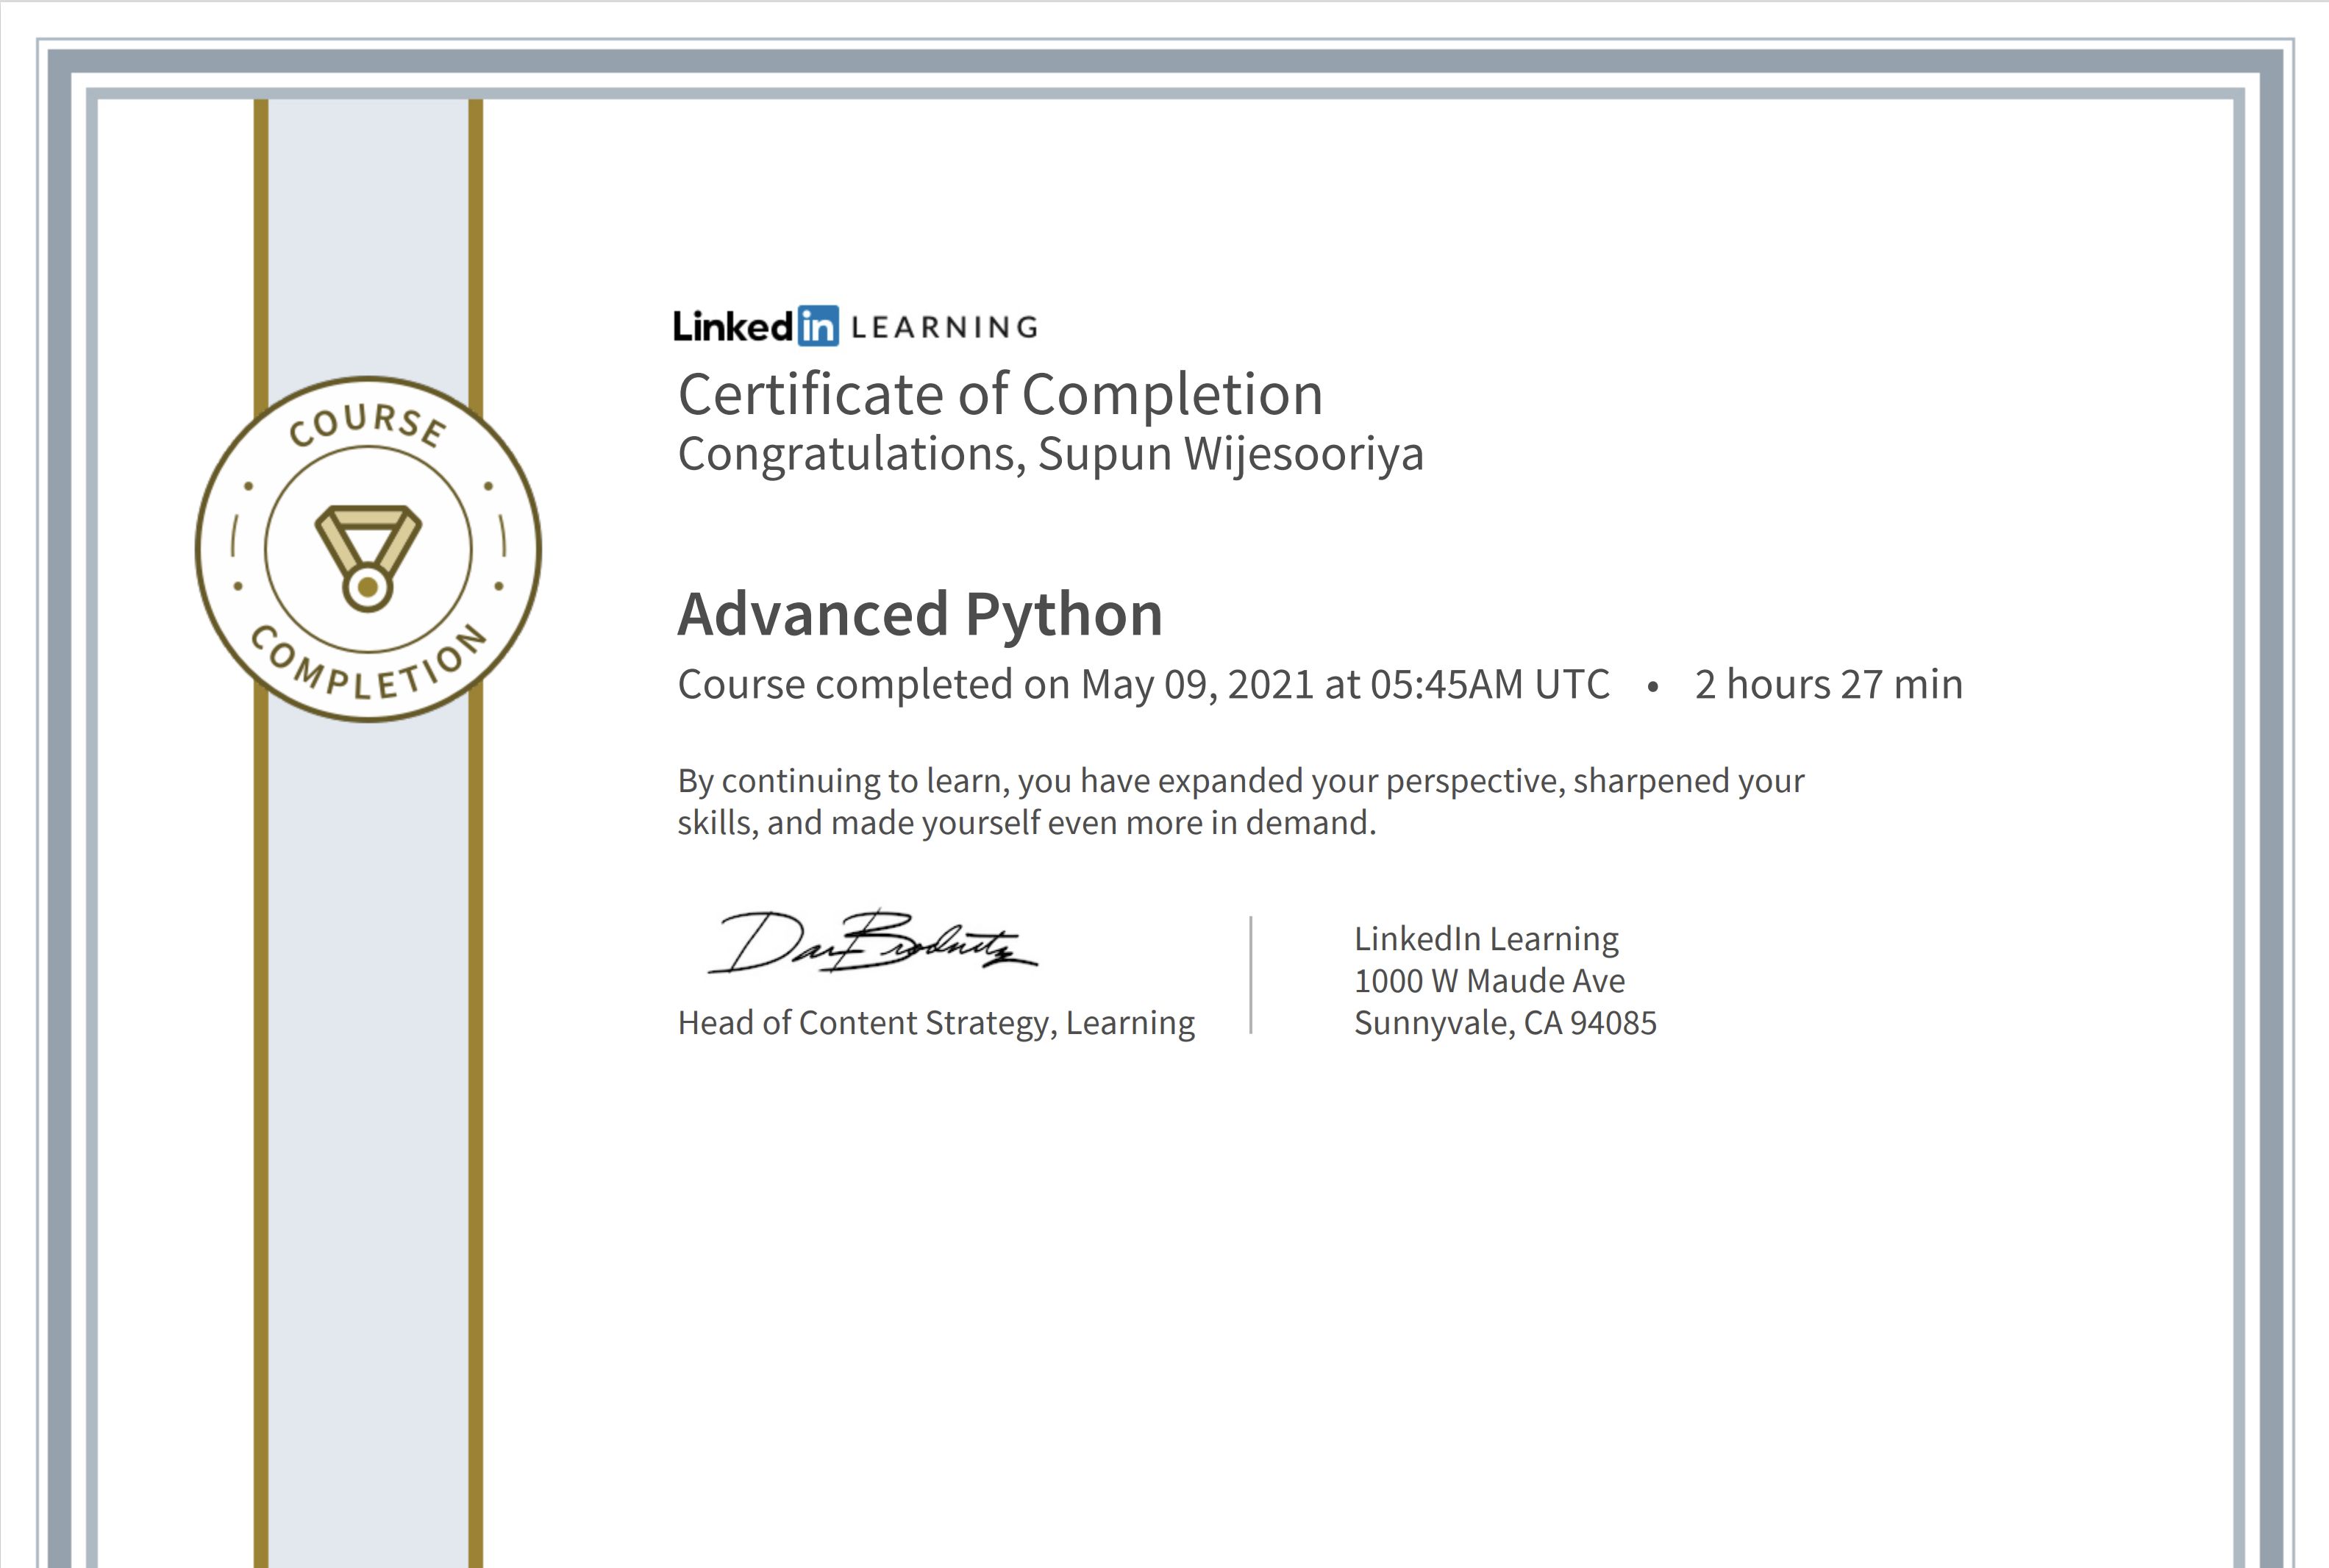 COURSE
COMPLETION
Linked in LEARNING
Certificate of Completion
Congratulations, Supun Wijesooriya
Advanced Python
Course completed on May 09, 2021 at 05:45AM UTC • 2 hours 27 min
By continuing to learn, you have expanded your perspective, sharpened your
skills, and made yourself even more in demand.
Dan Brodnitz
Head of Content Strategy, Learning
LinkedIn Learning
1000 W Maude Ave
Sunnyvale, CA 94085